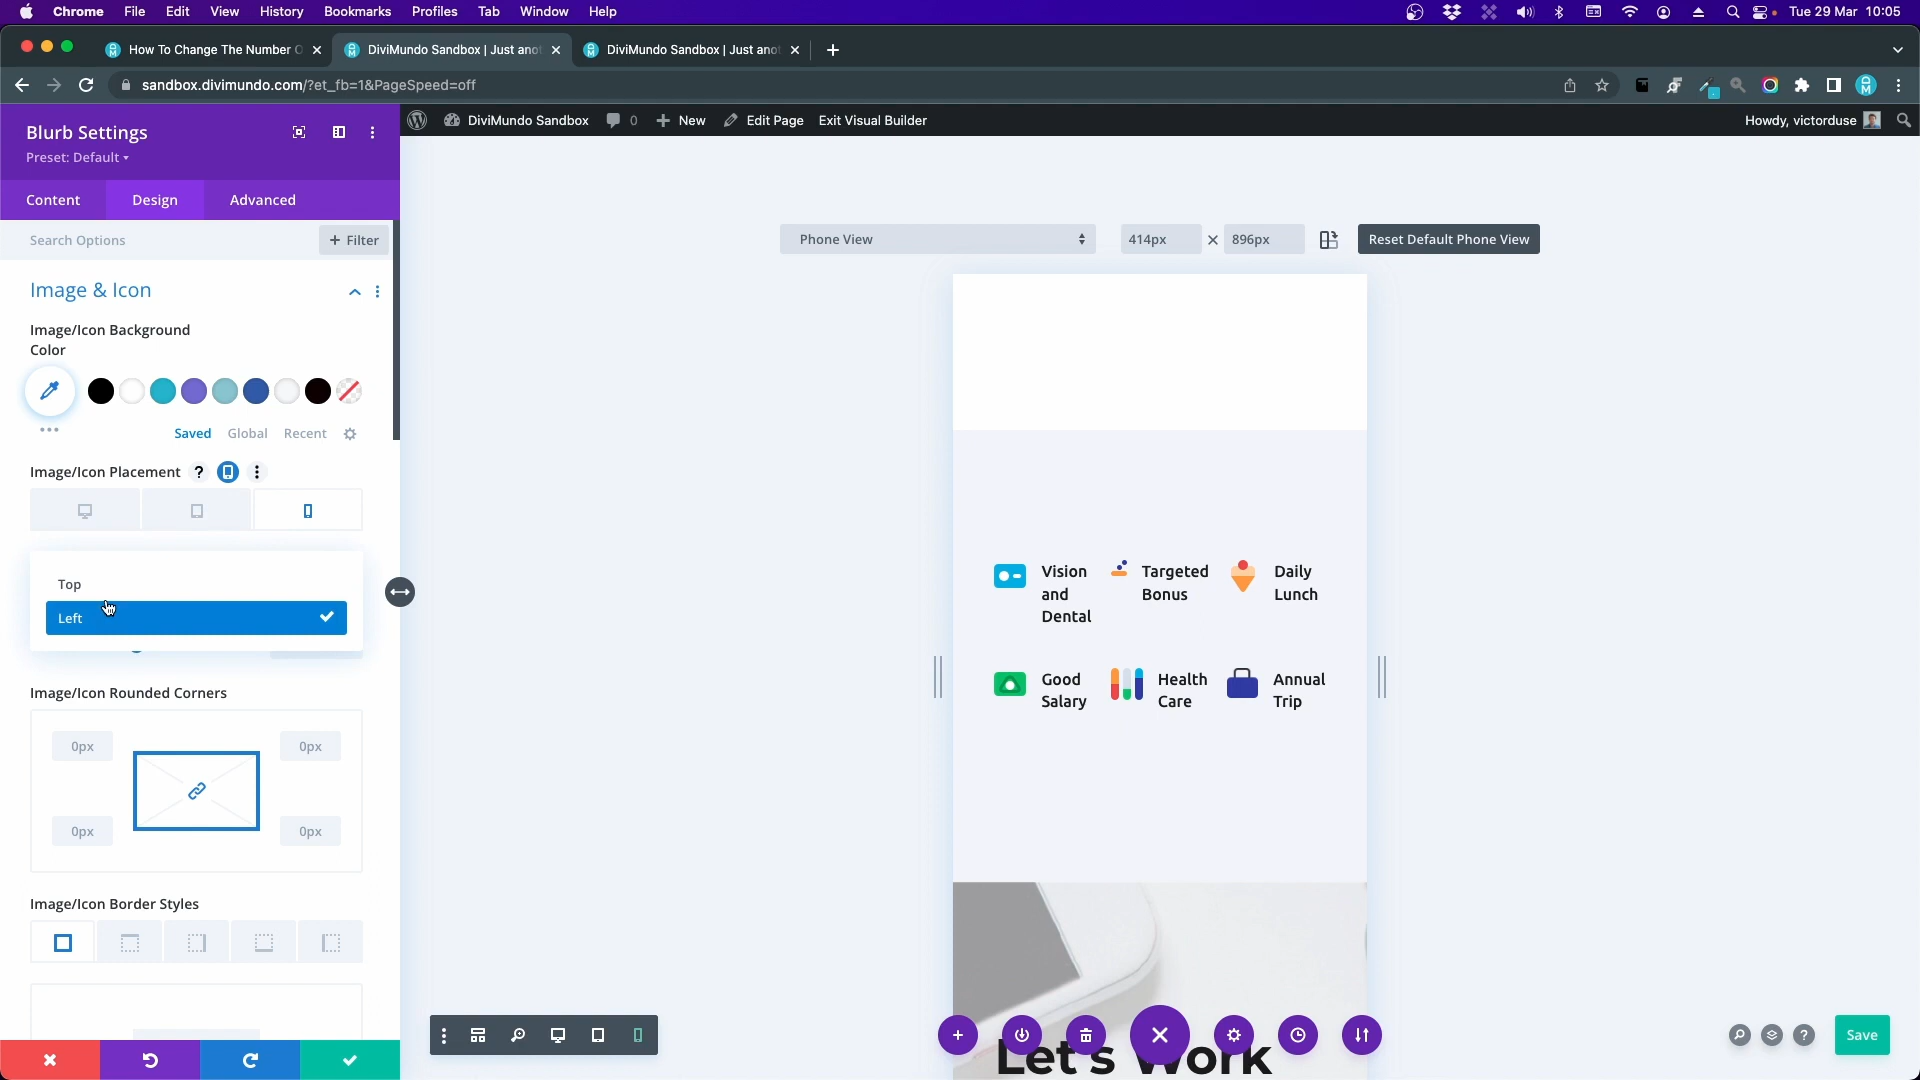 Chrome File Edit View History Bookmarks Profiles Tab Window Help Tue 29 Mar 10:05
How To Change The Number O DiviMundo Sandbox | Just anot DiviMundo Sandbox | Just anot
sandbox.divimundo.com/?et_fb=1&PageSpeed=off
DiviMundo Sandbox 0 New Edit Page Exit Visual Builder Howdy, victorduse
Blurb Settings
Preset: Default
Content Design Advanced
Search Options + Filter
Image & Icon
Image/Icon Background
Color
Saved Global Recent
Image/Icon Placement ?
Top
Left
Image/Icon Rounded Corners
0px 0px
0px 0px
Image/Icon Border Styles
Phone View 414px × 896px Reset Default Phone View
Vision
and
Dental
Targeted
Bonus
Daily
Lunch
Good
Salary
Health
Care
Annual
Trip
Let's Work
? Save